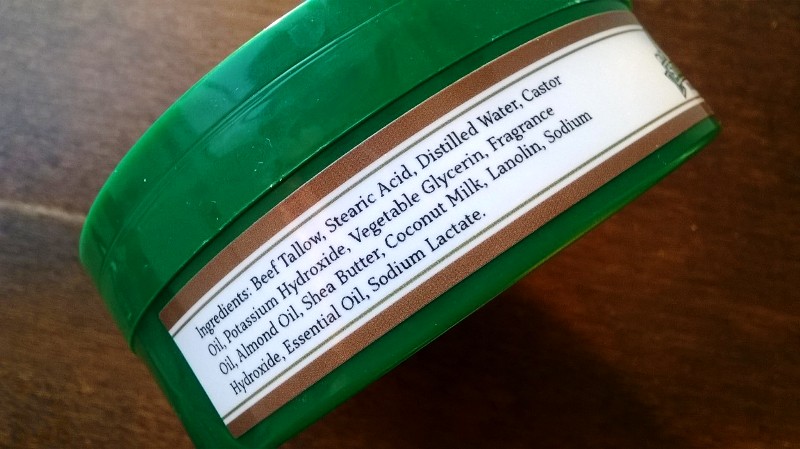 Ingredients: Beef Tallow, Stearic Acid, Distilled Water, Castor
Oil, Potassium Hydroxide, Vegetable Glycerin, Fragrance
Oil, Almond Oil, Shea Butter, Coconut Milk, Lanolin, Sodium
Hydroxide, Essential Oil, Sodium Lactate.